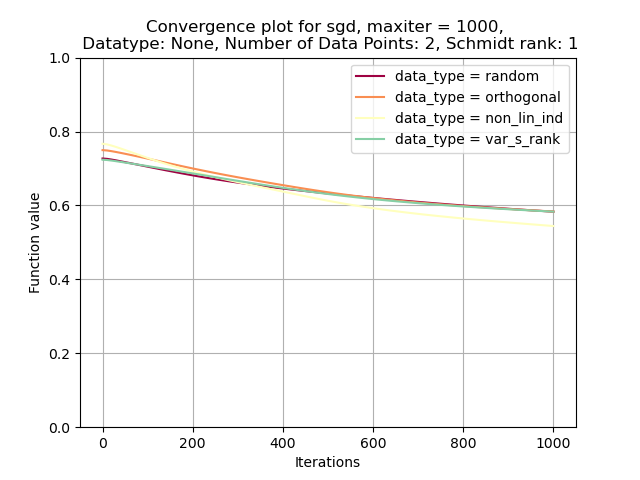 Convergence plot for sgd, maxiter = 1000,
Datatype: None, Number of Data Points: 2, Schmidt rank: 1
data_type = random
data_type = orthogonal
data_type = non_lin_ind
data_type = var_s_rank
1.0
0.8
0.6
0.4
0.2
0.0
Function value
0 200 400 600 800 1000
Iterations